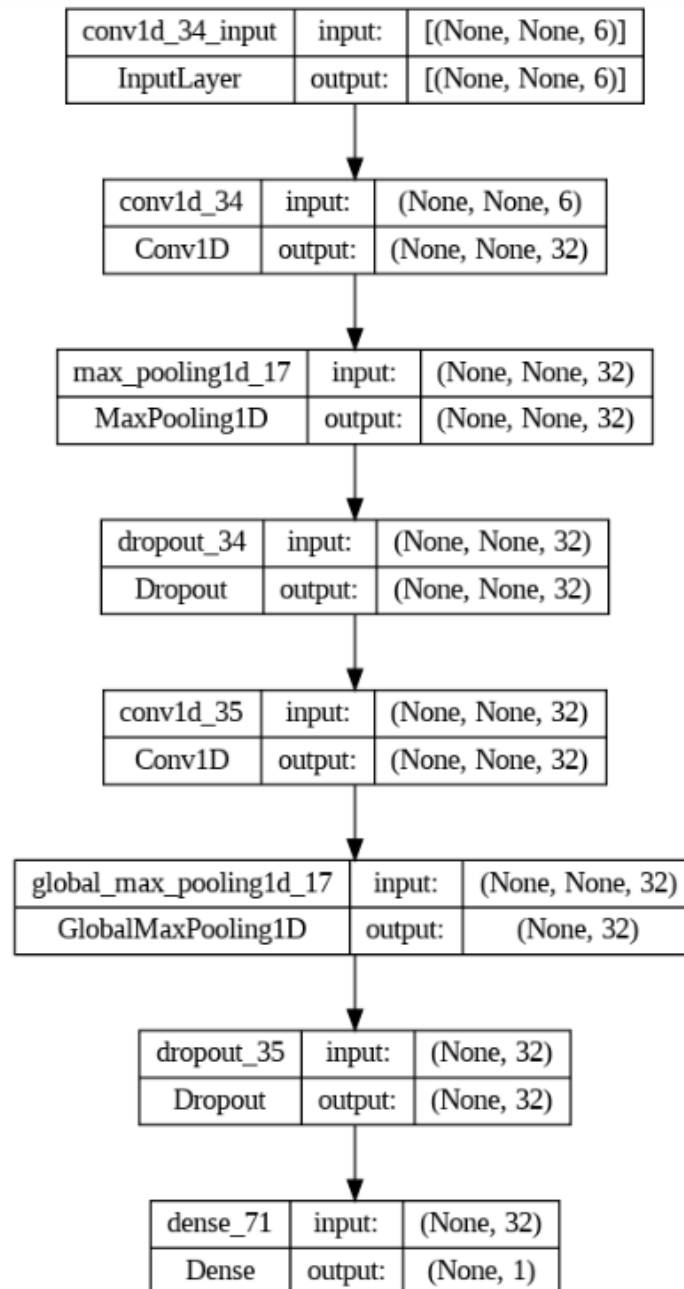 conv1d_34_input input: [(None, None, 6)]
InputLayer output: [(None, None, 6)]
conv1d_34 input: (None, None, 6)
Conv1D output: (None, None, 32)
max_pooling1d_17 input: (None, None, 32)
MaxPooling1D output: (None, None, 32)
dropout_34 input: (None, None, 32)
Dropout output: (None, None, 32)
conv1d_35 input: (None, None, 32)
Conv1D output: (None, None, 32)
global_max_pooling1d_17 input: (None, None, 32)
GlobalMaxPooling1D output: (None, 32)
dropout_35 input: (None, 32)
Dropout output: (None, 32)
dense_71 input: (None, 32)
Dense output: (None, 1)